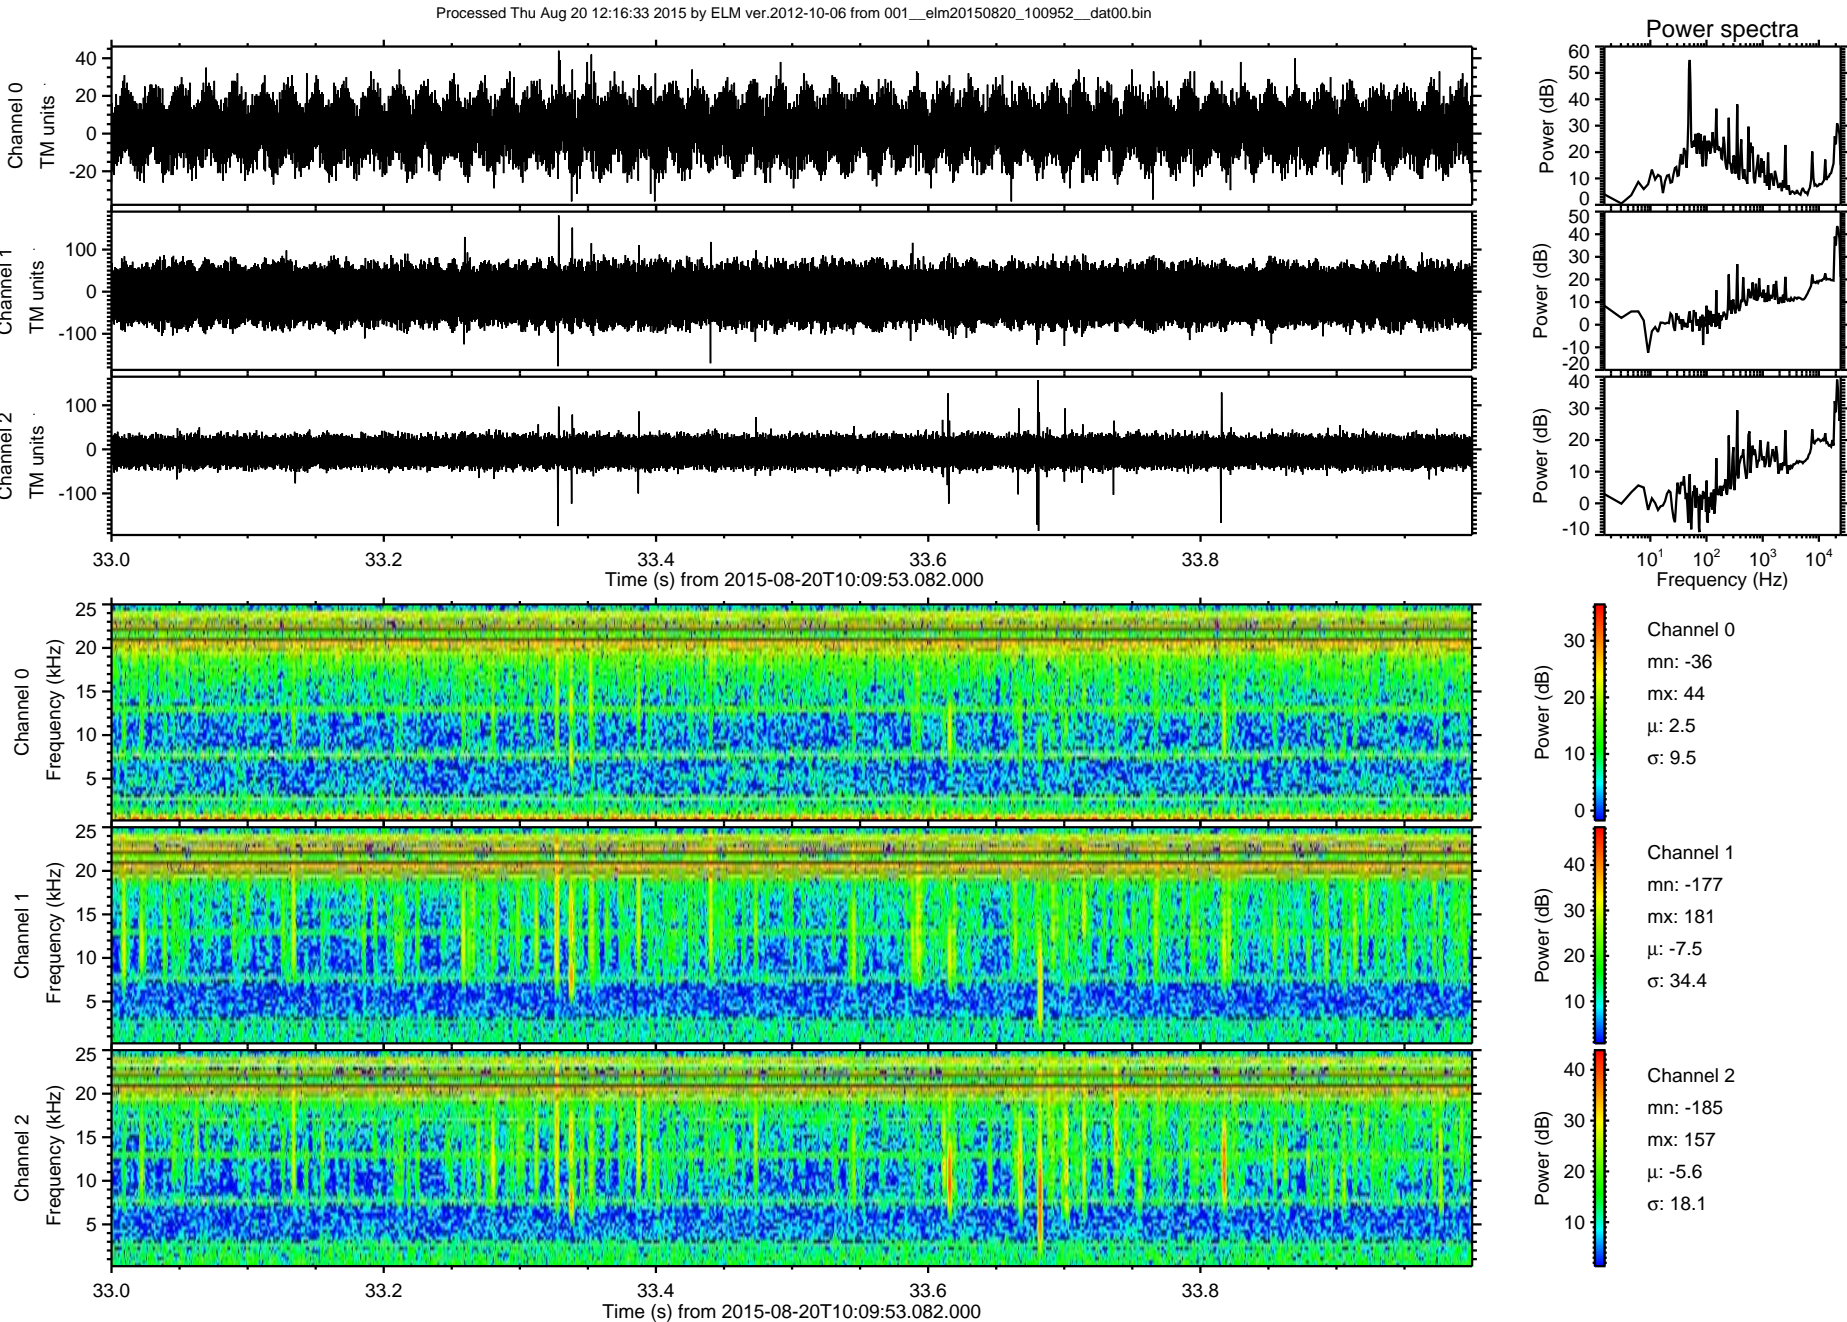 Processed Thu Aug 20 12:16:33 2015 by ELM ver.2012-10-06 from 001__elm20150820_100952__dat00.bin
Power spectra
Channel 0
TM units
40
20
0
-20
Power (dB)
60
50
40
30
20
10
0
Channel 1
TM units
100
0
-100
Power (dB)
50
40
30
20
10
0
-10
-20
Channel 2
TM units
100
0
-100
Power (dB)
40
30
20
10
0
-10
33.0 33.2 33.4 33.6 33.8
Time (s) from 2015-08-20T10:09:53.082.000
10¹ 10² 10³ 10⁴
Frequency (Hz)
Channel 0
Frequency (kHz)
25
20
15
10
5
Power (dB)
30
20
10
0
Channel 0
mn: -36
mx: 44
μ: 2.5
σ: 9.5
Channel 1
Frequency (kHz)
25
20
15
10
5
Power (dB)
40
30
20
10
Channel 1
mn: -177
mx: 181
μ: -7.5
σ: 34.4
Channel 2
Frequency (kHz)
25
20
15
10
5
Power (dB)
40
30
20
10
Channel 2
mn: -185
mx: 157
μ: -5.6
σ: 18.1
33.0 33.2 33.4 33.6 33.8
Time (s) from 2015-08-20T10:09:53.082.000